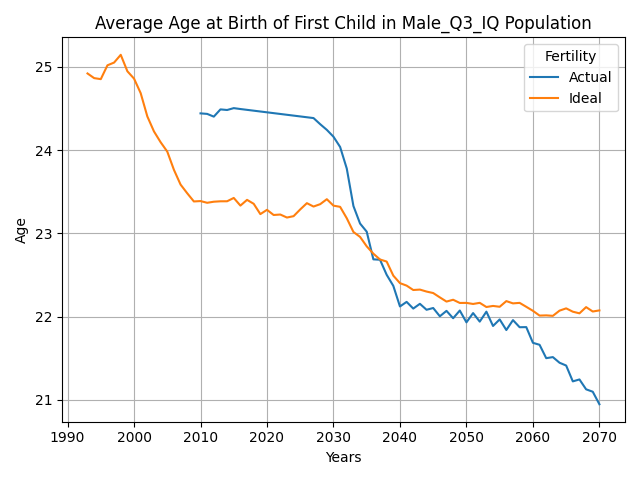 Average Age at Birth of First Child in Male_Q3_IQ Population
Fertility
Actual
Ideal
Age
25
24
23
22
21
1990 2000 2010 2020 2030 2040 2050 2060 2070
Years